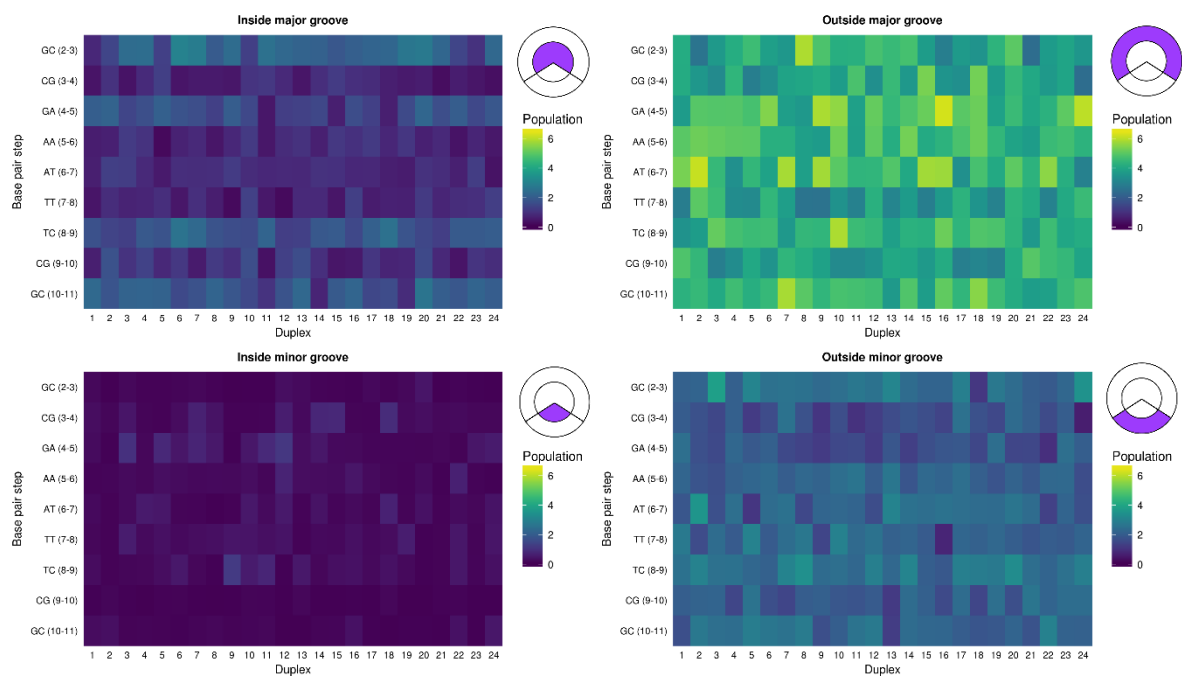 Inside major groove
Base pair step
GC (2-3)
CG (3-4)
GA (4-5)
AA (5-6)
AT (6-7)
TT (7-8)
TC (8-9)
CG (9-10)
GC (10-11)
1 2 3 4 5 6 7 8 9 10 11 12 13 14 15 16 17 18 19 20 21 22 23 24
Duplex
Population
6
4
2
0
Outside major groove
Base pair step
GC (2-3)
CG (3-4)
GA (4-5)
AA (5-6)
AT (6-7)
TT (7-8)
TC (8-9)
CG (9-10)
GC (10-11)
1 2 3 4 5 6 7 8 9 10 11 12 13 14 15 16 17 18 19 20 21 22 23 24
Duplex
Population
6
4
2
0
Inside minor groove
Base pair step
GC (2-3)
CG (3-4)
GA (4-5)
AA (5-6)
AT (6-7)
TT (7-8)
TC (8-9)
CG (9-10)
GC (10-11)
1 2 3 4 5 6 7 8 9 10 11 12 13 14 15 16 17 18 19 20 21 22 23 24
Duplex
Population
6
4
2
0
Outside minor groove
Base pair step
GC (2-3)
CG (3-4)
GA (4-5)
AA (5-6)
AT (6-7)
TT (7-8)
TC (8-9)
CG (9-10)
GC (10-11)
1 2 3 4 5 6 7 8 9 10 11 12 13 14 15 16 17 18 19 20 21 22 23 24
Duplex
Population
6
4
2
0